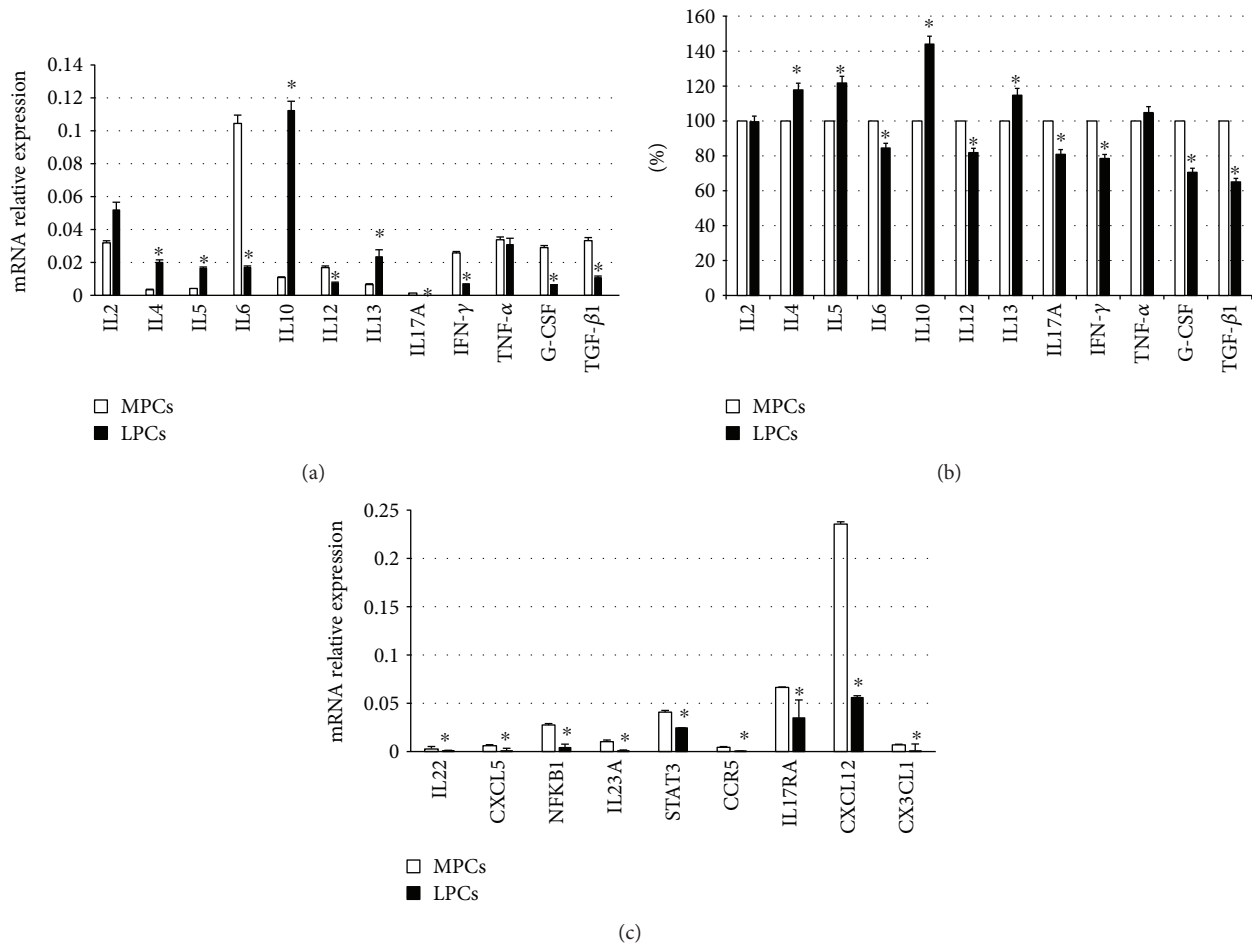 mRNA relative expression
0.14
0.12
0.1
0.08
0.06
0.04
0.02
0
* * * * * * * * * *
IL2 IL4 IL5 IL6 IL10 IL12 IL13 IL17A IFN-γ TNF-α G-CSF TGF-β1
MPCs
LPCs
(a)
(%)
160
140
120
100
80
60
40
20
0
* * * * * * * * * *
IL2 IL4 IL5 IL6 IL10 IL12 IL13 IL17A IFN-γ TNF-α G-CSF TGF-β1
MPCs
LPCs
(b)
mRNA relative expression
0.25
0.2
0.15
0.1
0.05
0
* * * * * * * * *
IL22 CXCL5 NFKB1 IL23A STAT3 CCR5 IL17RA CXCL12 CX3CL1
MPCs
LPCs
(c)